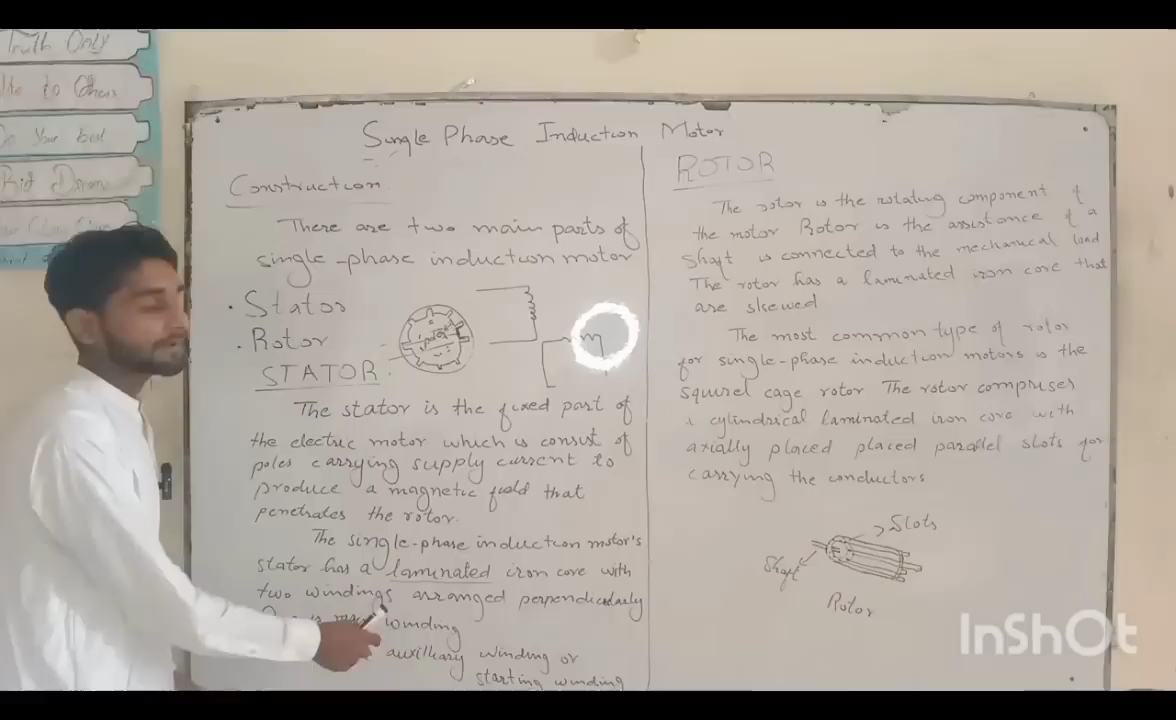 Truth Only
to Others
Do your best
Big Dreams
Single Phase Induction Motor
Construction
There are two main parts of
single-phase induction motor
. Stator
. Rotor
STATOR
The stator is the fixed part of
the electric motor which is consist of
poles carrying supply current to
produce a magnetic field that
penetrates the rotor.
The single-phase induction motor's
stator has a laminated iron core with
two windings arranged perpendicularly
is main winding
auxilliary winding or
starting winding
ROTOR
The rotor is the rotating component of
the motor Rotor is the assistance of a
shaft is connected to the mechanical load
The rotor has a laminated iron core that
are skewed
The most common type of rotor
for single-phase induction motors is the
squirel cage rotor The rotor comprises
a cylindrical laminated iron core with
axially placed placed parallel slots for
carrying the conductors
Slots
Shaft
Rotor
InShOt